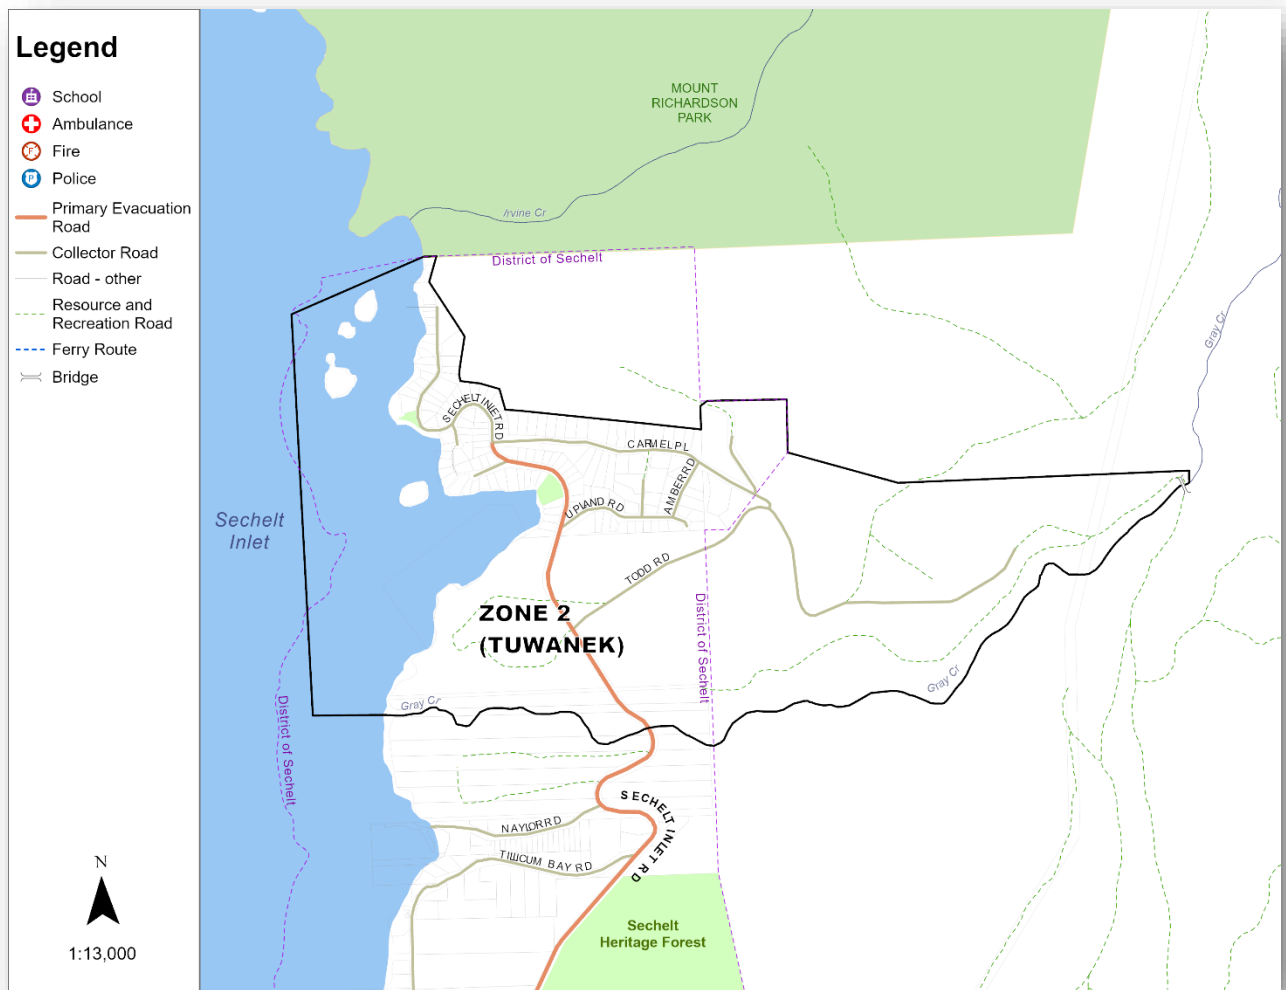 Legend
School
Ambulance
F
Fire
P
Police
Primary Evacuation
Road
Collector Road
Road - other
Resource and
Recreation Road
Ferry Route
Bridge
N
1:13,000
MOUNT
RICHARDSON
PARK
Irvine Cr
District of Sechelt
Gray Cr
SECHELT INLET RD
CARMEL PL
AMBER RD
UPLAND RD
Sechelt
Inlet
TODD RD
ZONE 2
(TUWANEK)
District of Sechelt
Gray Cr
Gray Cr
District of Sechelt
SECHELT INLET RD
NAYLOR RD
TILLICUM BAY RD
Sechelt
Heritage Forest